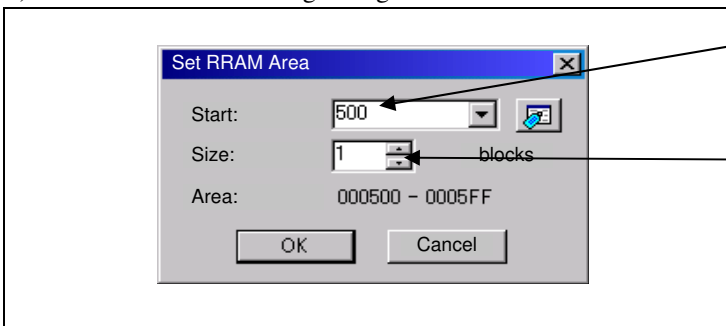 Set RRAM Area
Start: 500
Size: 1 blocks
Area: 000500 - 0005FF
OK Cancel